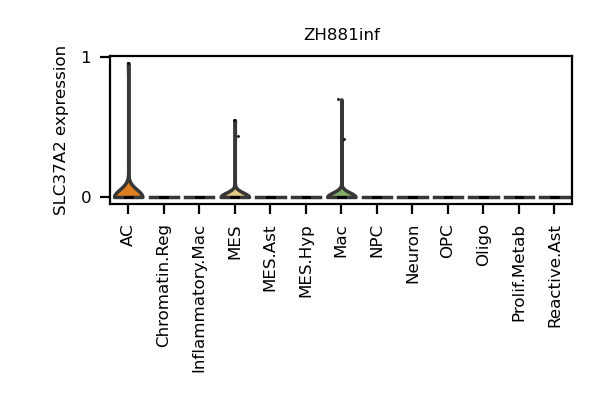 ZH881inf
SLC37A2 expression
1
0
AC
Chromatin.Reg
Inflammatory.Mac
MES
MES.Ast
MES.Hyp
Mac
NPC
Neuron
OPC
Oligo
Prolif.Metab
Reactive.Ast